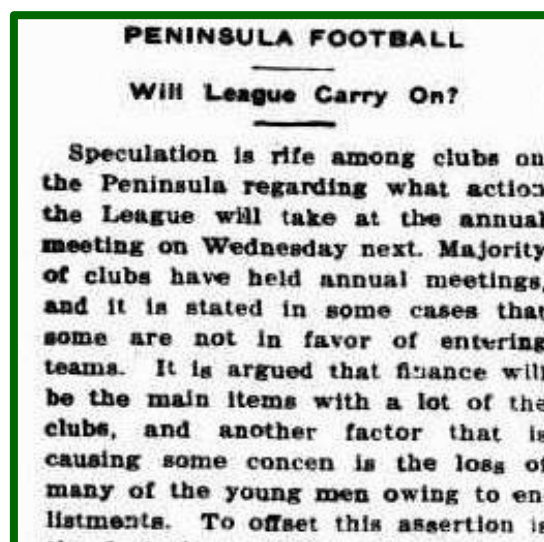 PENINSULA FOOTBALL
Will League Carry On?
Speculation is rife among clubs on
the Peninsula regarding what action
the League will take at the annual
meeting on Wednesday next. Majority
of clubs have held annual meetings,
and it is stated in some cases that
some are not in favor of entering
teams. It is argued that finance will
be the main items with a lot of the
clubs, and another factor that is
causing some concen is the loss of
many of the young men owing to en
listments. To offset this assertion is